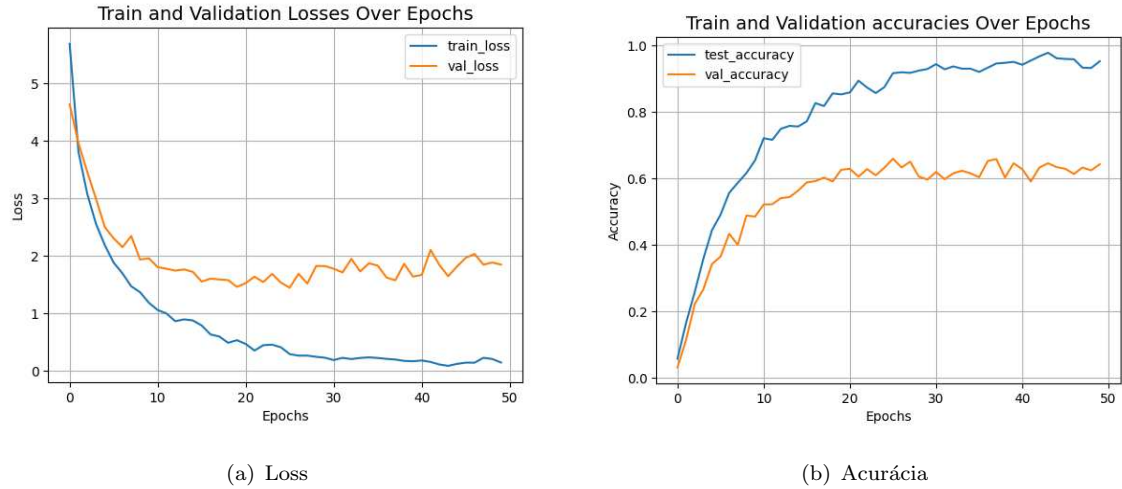 Train and Validation Losses Over Epochs
train_loss
val_loss
5
4
3
2
1
0
Loss
0 10 20 30 40 50
Epochs
(a) Loss
Train and Validation accuracies Over Epochs
test_accuracy
val_accuracy
1.0
0.8
0.6
0.4
0.2
0.0
Accuracy
0 10 20 30 40 50
Epochs
(b) Acurácia